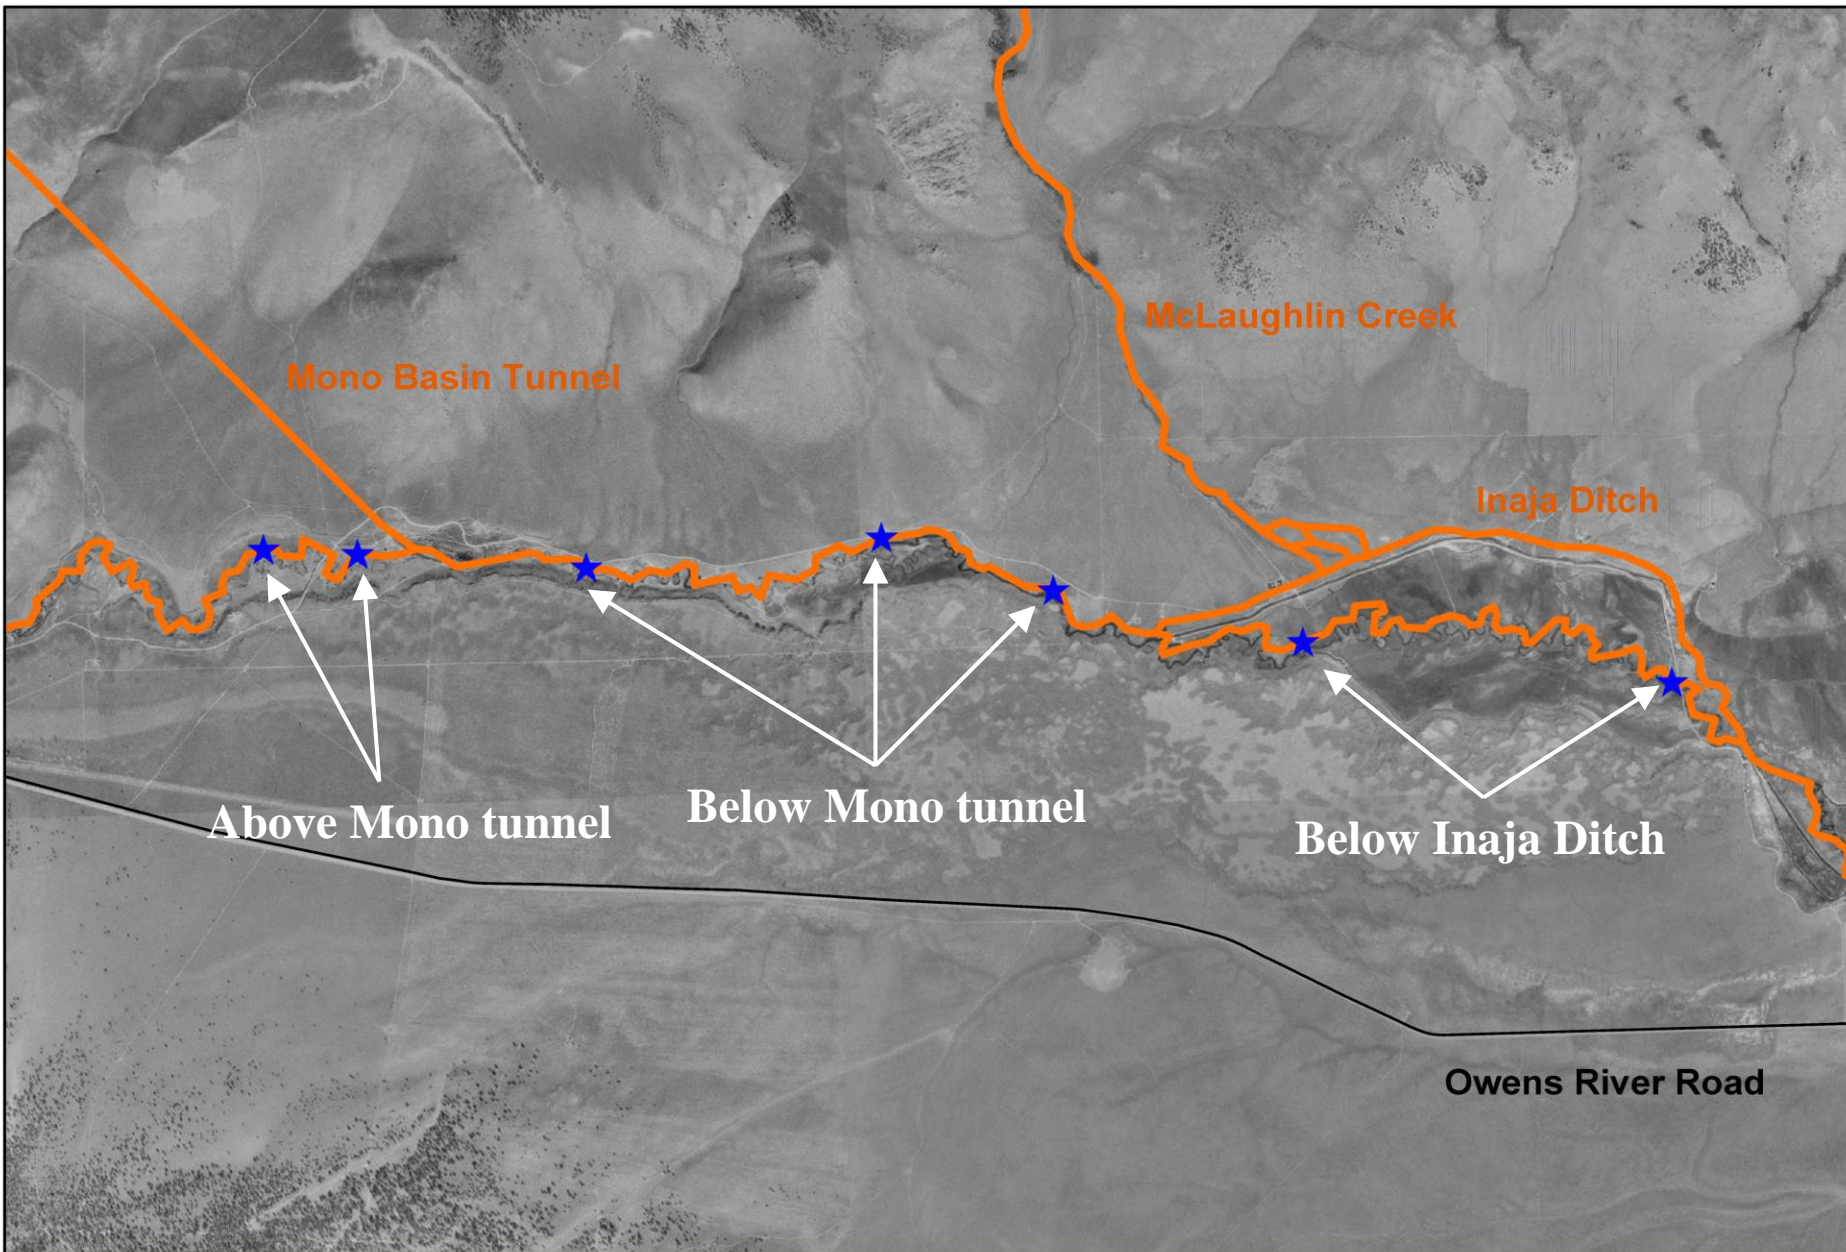 McLaughlin Creek
Mono Basin Tunnel
Inaja Ditch
Above Mono tunnel
Below Mono tunnel
Below Inaja Ditch
Owens River Road